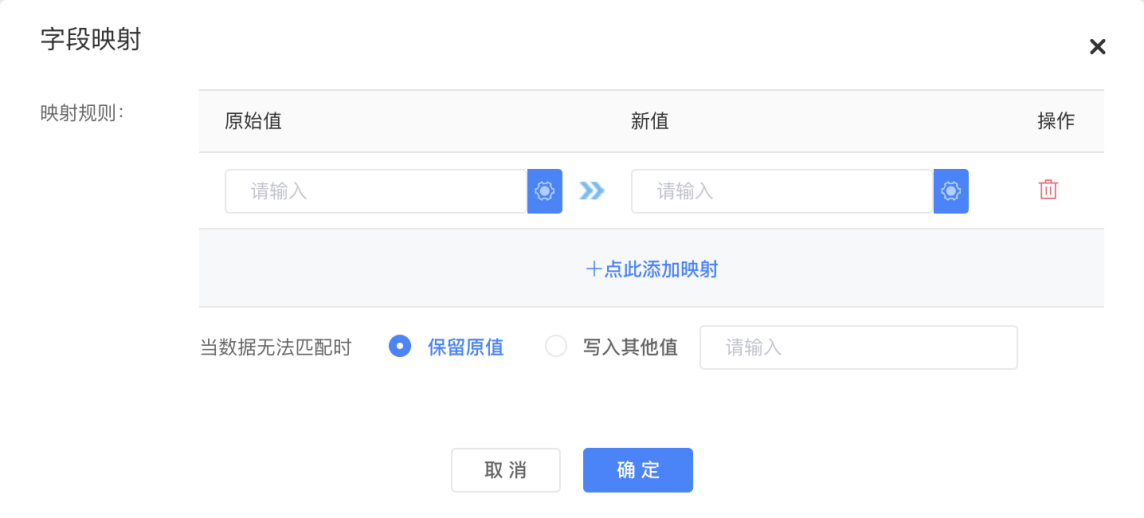 字段映射
映射规则：
原始值 新值 操作
请输入 请输入
＋点此添加映射
当数据无法匹配时 保留原值 写入其他值 请输入
取 消 确 定